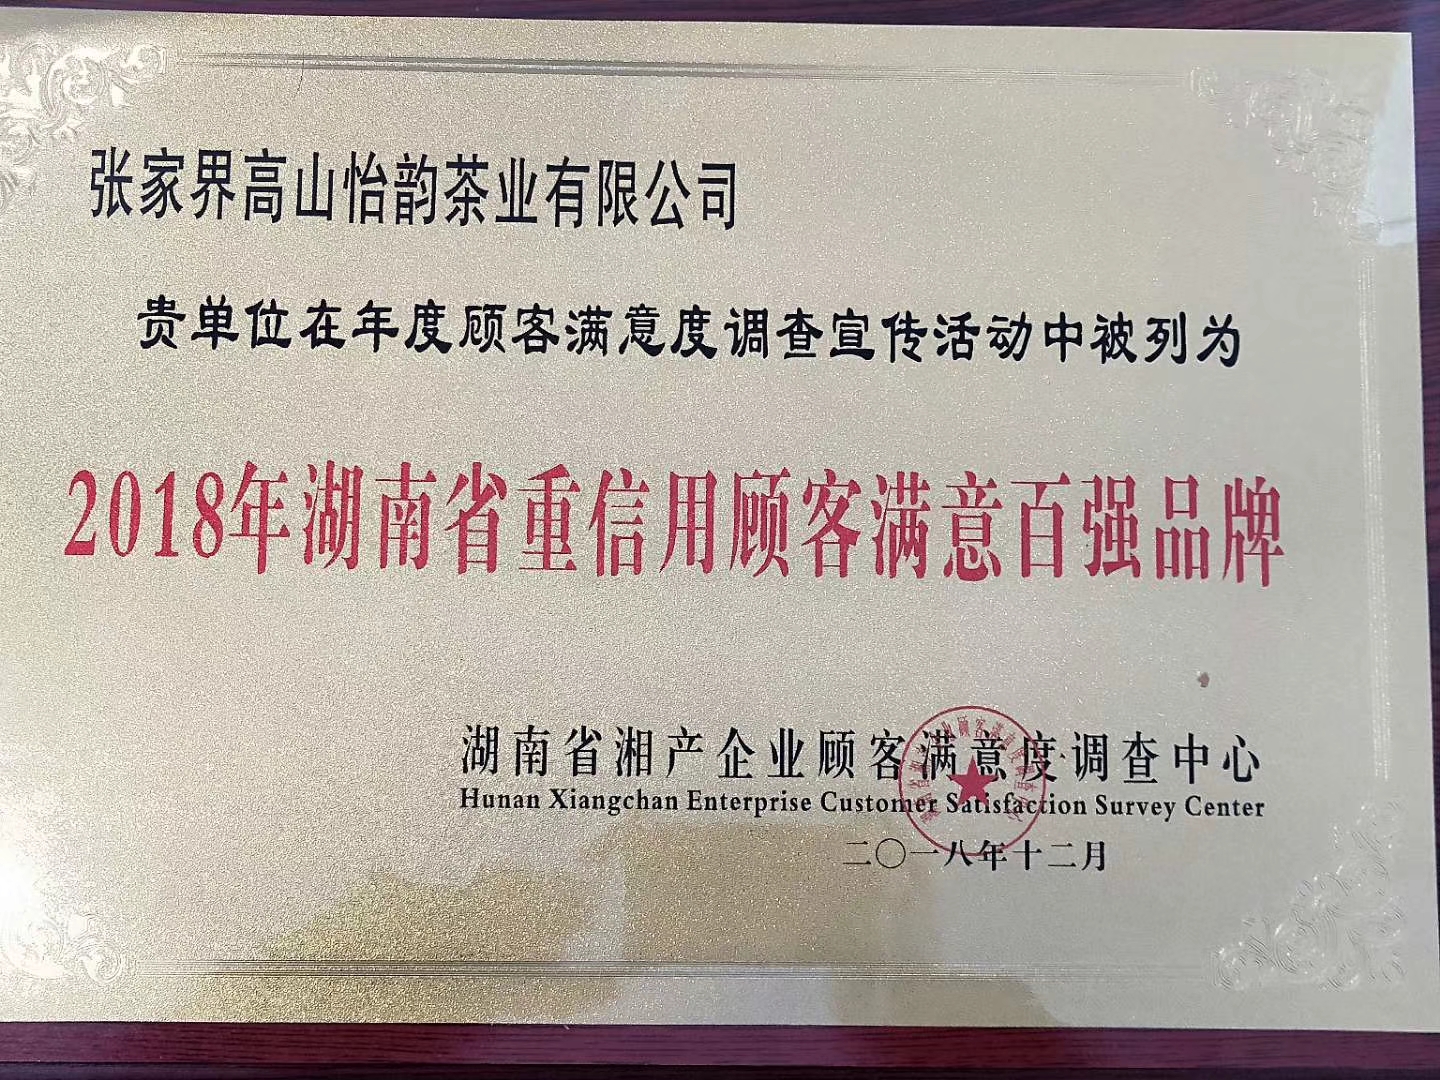 张家界高山怡韵茶业有限公司
贵单位在年度顾客满意度调查宣传活动中被列为
2018年湖南省重信用顾客满意百强品牌
湖南省湘产企业顾客满意度调查中心
Hunan Xiangchan Enterprise Customer Satisfaction Survey Center
二〇一八年十二月